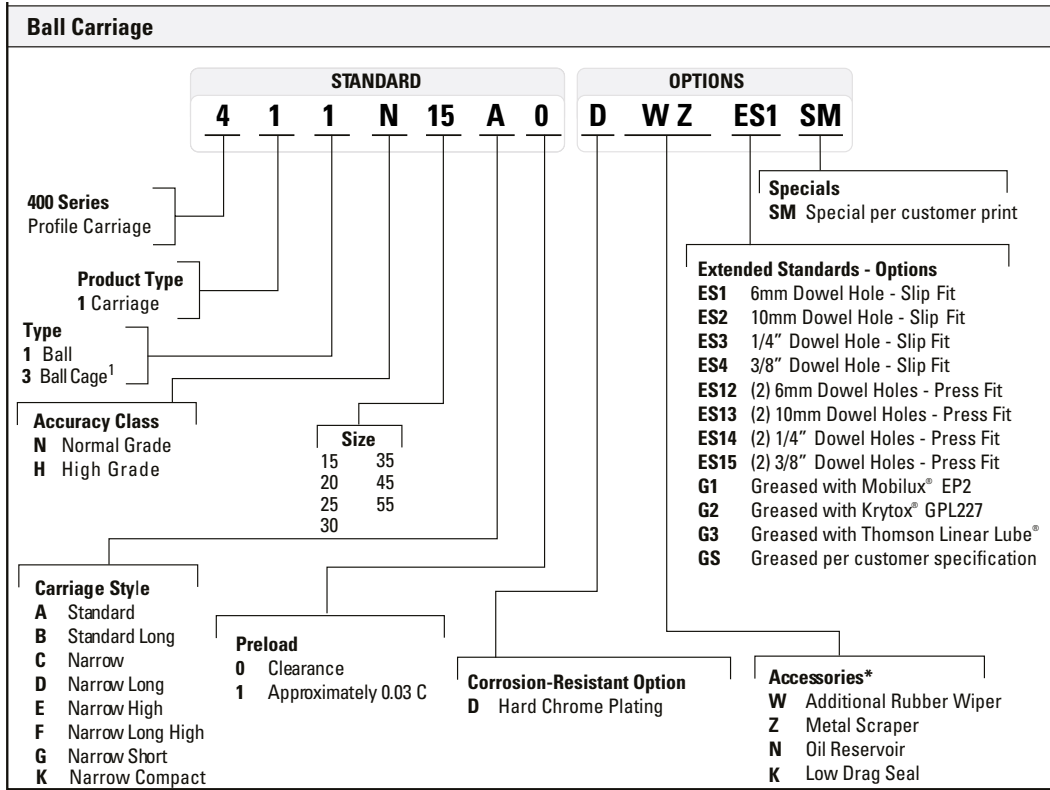 Ball Carriage
STANDARD OPTIONS
4 1 1 N 15 A 0 D W Z ES1 SM
Specials
SM Special per customer print
400 Series
Profile Carriage
Product Type
1 Carriage
Type
1 Ball
3 Ball Cage1
Accuracy Class
N Normal Grade
H High Grade
Size
15 35
20 45
25 55
30
Extended Standards - Options
ES1 6mm Dowel Hole - Slip Fit
ES2 10mm Dowel Hole - Slip Fit
ES3 1/4” Dowel Hole - Slip Fit
ES4 3/8” Dowel Hole - Slip Fit
ES12 (2) 6mm Dowel Holes - Press Fit
ES13 (2) 10mm Dowel Holes - Press Fit
ES14 (2) 1/4” Dowel Holes - Press Fit
ES15 (2) 3/8” Dowel Holes - Press Fit
G1 Greased with Mobilux® EP2
G2 Greased with Krytox® GPL227
G3 Greased with Thomson Linear Lube®
GS Greased per customer specification
Carriage Style
A Standard
B Standard Long
C Narrow
D Narrow Long
E Narrow High
F Narrow Long High
G Narrow Short
K Narrow Compact
Preload
0 Clearance
1 Approximately 0.03 C
Corrosion-Resistant Option
D Hard Chrome Plating
Accessories*
W Additional Rubber Wiper
Z Metal Scraper
N Oil Reservoir
K Low Drag Seal